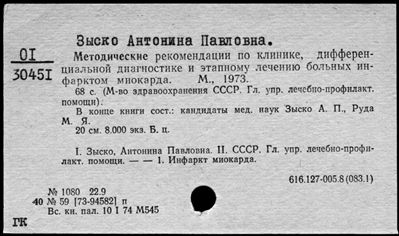 Зыско Антонина Павловна.
01
30451
Методические рекомендации по клинике, дифферен-
циальной диагностике и этапному лечению больных ин-
фарктом миокарда. М., 1973.
68 с. (М-во здравоохранения СССР. Гл. упр. лечебно-профилакт.
помощи).
В конце книги сост.: кандидаты мед. наук Зыско А. П., Руда
М. Я.
20 см. 8.000 экз. Б. ц.
I. Зыско, Антонина Павловна. II. СССР. Гл. упр. лечебно-профи-
лакт. помощи. — — 1. Инфаркт миокарда.
616.127-005.8 (083.1)
№ 1080 22.9
40 № 59 [73-94582] п
Вс. кн. пал. 10 I 74 М545
ГК